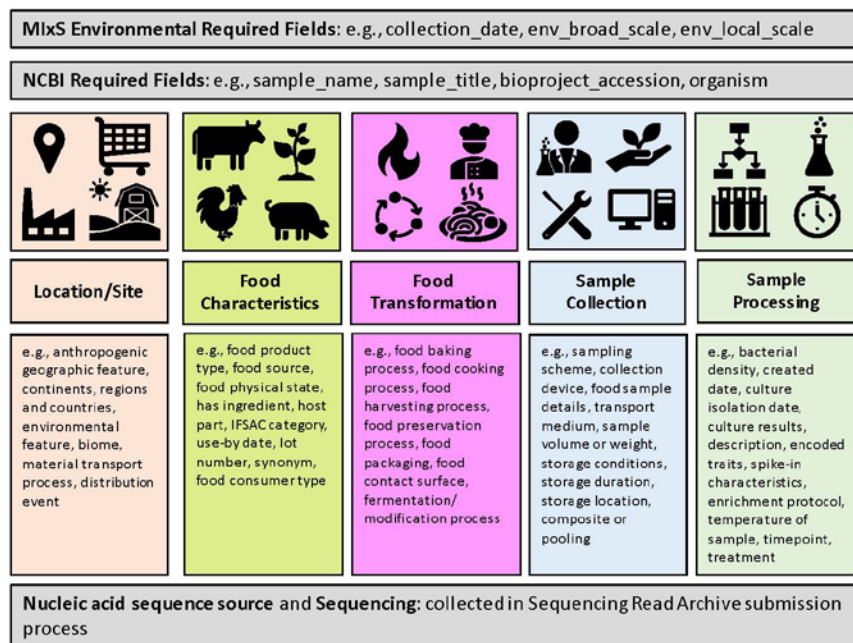 MIxS Environmental Required Fields: e.g., collection_date, env_broad_scale, env_local_scale
NCBI Required Fields: e.g., sample_name, sample_title, bioproject_accession, organism
Location/Site
Food
Characteristics
Food
Transformation
Sample
Collection
Sample
Processing
e.g., anthropogenic
geographic feature,
continents, regions
and countries,
environmental
feature, biome,
material transport
process, distribution
event
e.g., food product
type, food source,
food physical state,
has ingredient, host
part, IFSAC category,
use-by date, lot
number, synonym,
food consumer type
e.g., food baking
process, food cooking
process, food
harvesting process,
food preservation
process, food
packaging, food
contact surface,
fermentation/
modification process
e.g., sampling
scheme, collection
device, food sample
details, transport
medium, sample
volume or weight,
storage conditions,
storage duration,
storage location,
composite or
pooling
e.g., bacterial
density, created
date, culture
isolation date,
culture results,
description, encoded
traits, spike-in
characteristics,
enrichment protocol,
temperature of
sample, timepoint,
treatment
Nucleic acid sequence source and Sequencing: collected in Sequencing Read Archive submission
process